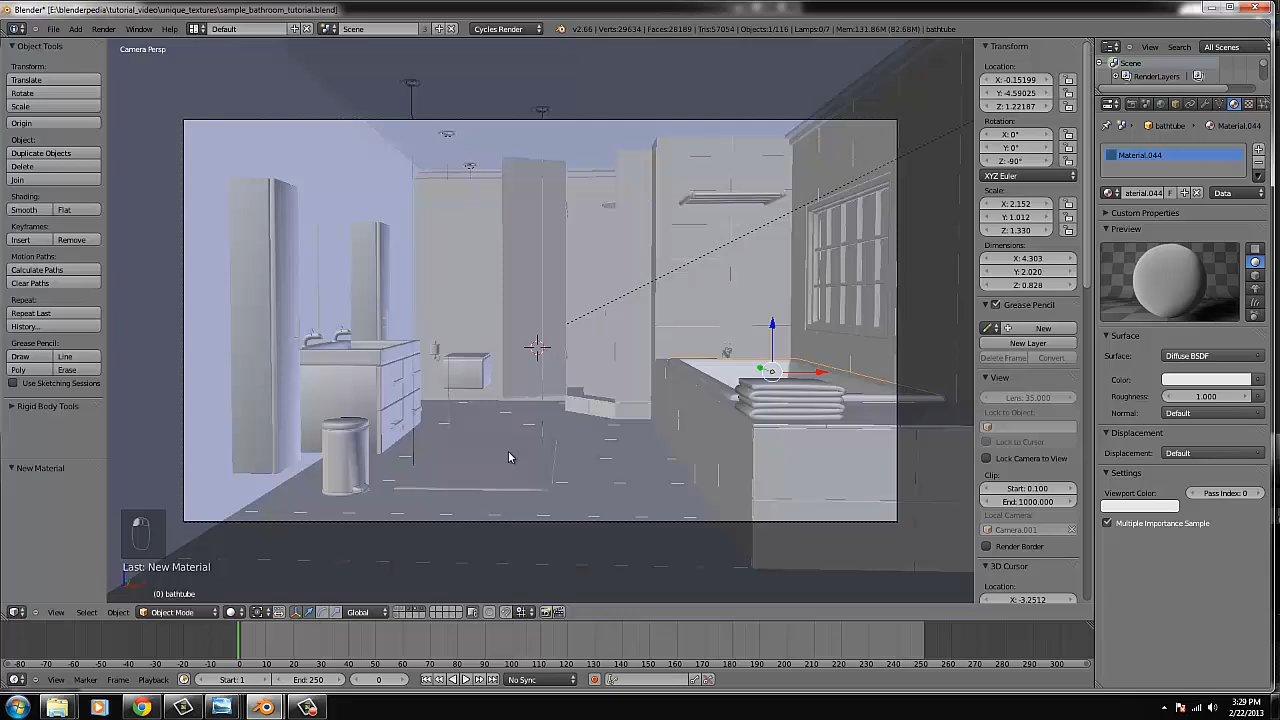 Blender* [E:\blenderpedia\tutorial_video\unique_textures\sample_bathroom_tutorial.blend]
File Add Render Window Help Default Scene 3 Cycles Render v2.66 | Verts:29634 | Faces:28189 | Tris:57054 | Objects:1/116 | Lamps:0/7 | Mem:131.86M (82.68M) | bathtube
View Search All Scenes
Scene
RenderLayers
Object Tools
Transform:
Translate
Rotate
Scale
Origin
Object:
Duplicate Objects
Delete
Join
Shading:
Smooth Flat
Keyframes:
Insert Remove
Motion Paths:
Calculate Paths
Clear Paths
Repeat:
Repeat Last
History...
Grease Pencil:
Draw Line
Poly Erase
Use Sketching Sessions
Rigid Body Tools
New Material
Camera Persp
Last: New Material
(0) bathtube
Transform
Location:
X: -0.15199
Y: -4.59025
Z: 1.22187
Rotation:
X: 0°
Y: 0°
Z: -90°
XYZ Euler
Scale:
X: 2.152
Y: 1.012
Z: 1.330
Dimensions:
X: 4.303
Y: 2.020
Z: 0.828
Grease Pencil
New
New Layer
Delete Frame Convert
View
Lens: 35.000
Lock to Object:
Lock to Cursor
Lock Camera to View
Clip:
Start: 0.100
End: 1000.000
Local Camera:
Camera.001
Render Border
3D Cursor
Location:
X: -3.2512
bathtube Material.044
Material.044
aterial.044 F Data
Custom Properties
Preview
Surface
Surface: Diffuse BSDF
Color:
Roughness: 1.000
Normal: Default
Displacement
Displacement: Default
Settings
Viewport Color: Pass Index: 0
Multiple Importance Sample
View Select Object Object Mode Global
-80 -70 -60 -50 -40 -30 -20 -10 0 10 20 30 40 50 60 70 80 90 100 110 120 130 140 150 160 170 180 190 200 210 220 230 240 250 260 270 280 290 300
View Marker Frame Playback Start: 1 End: 250 0 No Sync
3:29 PM
2/22/2013